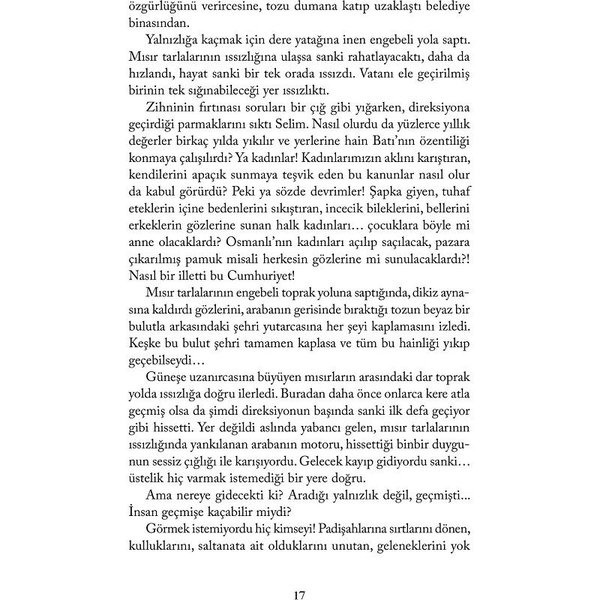 özgürlüğünü verircesine, tozu dumana katıp uzaklaştı belediye
binasından.
Yalnızlığa kaçmak için dere yatağına inen engebeli yola saptı.
Mısır tarlalarının ıssızlığına ulaşsa sanki rahatlayacaktı, daha da
hızlandı, hayat sanki bir tek orada ıssızdı. Vatanı ele geçirilmiş
birinin tek sığınabileceği yer ıssızlıktı.
Zihninin fırtınası soruları bir çığ gibi yığarken, direksiyona
geçirdiği parmaklarını sıktı Selim. Nasıl olurdu da yüzlerce yıllık
değerler birkaç yılda yıkılır ve yerlerine hain Batı’nın özentiliği
konmaya çalışılırdı? Ya kadınlar! Kadınlarımızın aklını karıştıran,
kendilerini apaçık sunmaya teşvik eden bu kanunlar nasıl olur
da kabul görürdü? Peki ya sözde devrimler! Şapka giyen, tuhaf
eteklerin içine bedenlerini sıkıştıran, incecik bileklerini, bellerini
erkeklerin gözlerine sunan halk kadınları… çocuklara böyle mi
anne olacaklardı? Osmanlı’nın kadınları açılıp saçılacak, pazara
çıkarılmış pamuk misali herkesin gözlerine mi sunulacaklardı?!
Nasıl bir illetti bu Cumhuriyet!
Mısır tarlalarının engebeli toprak yoluna saptığında, dikiz ayna-
sına kaldırdı gözlerini, arabanın gerisinde bıraktığı tozun beyaz bir
bulutla arkasındaki şehri yutarcasına her şeyi kaplamasını izledi.
Keşke bu bulut şehri tamamen kaplasa ve tüm bu hainliği yıkıp
geçebilseydi…
Güneşe uzanırcasına büyüyen mısırların arasındaki dar toprak
yolda ıssızlığa doğru ilerledi. Buradan daha önce onlarca kere atla
geçmiş olsa da şimdi direksiyonun başında sanki ilk defa geçiyor
gibi hissetti. Yer değildi aslında yabancı gelen, mısır tarlalarının
ıssızlığında yankılanan arabanın motoru, hissettiği binbir duygu-
nun sessiz çığlığı ile karışıyordu. Gelecek kayıp gidiyordu sanki…
üstelik hiç varmak istemediği bir yere doğru.
Ama nereye gidecekti ki? Aradığı yalnızlık değil, geçmişti...
İnsan geçmişe kaçabilir miydi?
Görmek istemiyordu hiç kimseyi! Padişahlarına sırtlarını dönen,
kulluklarını, saltanata ait olduklarını unutan, geleneklerini yok
17